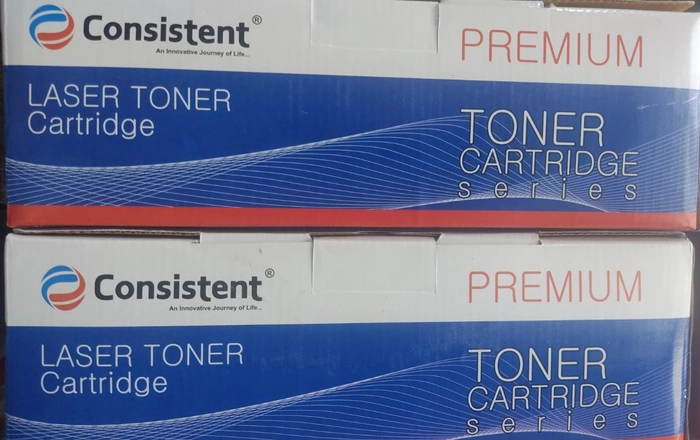 Consistent®
An Innovative Journey of Life...
PREMIUM
LASER TONER
Cartridge
TONER
CARTRIDGE
series
Consistent®
An Innovative Journey of Life...
PREMIUM
LASER TONER
Cartridge
TONER
CARTRIDGE
series